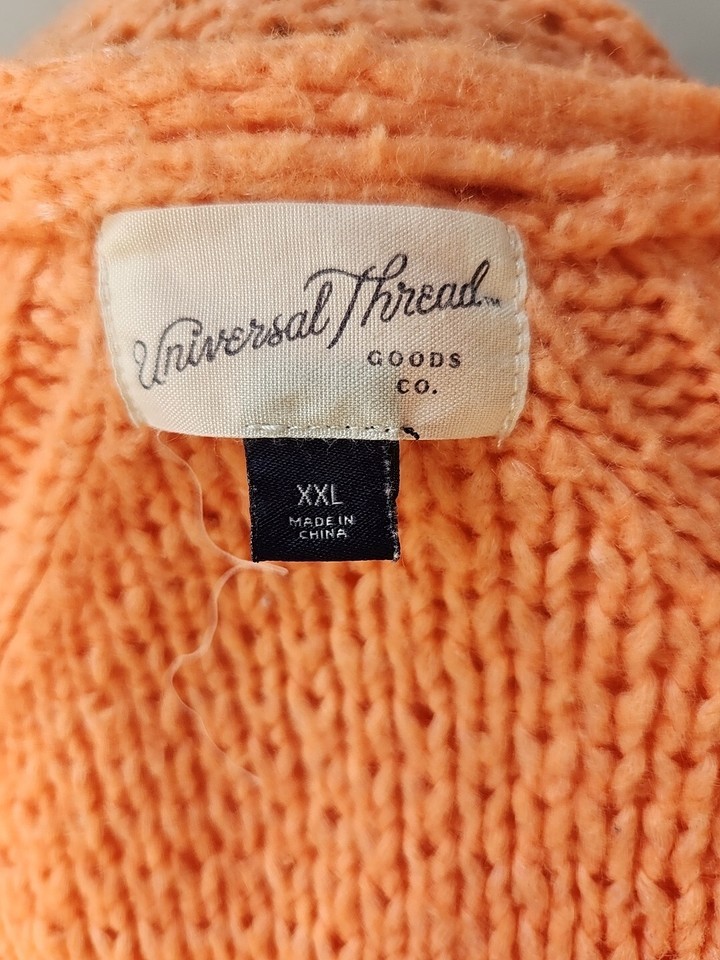 Universal Thread™
GOODS
CO.
XXL
MADE IN
CHINA